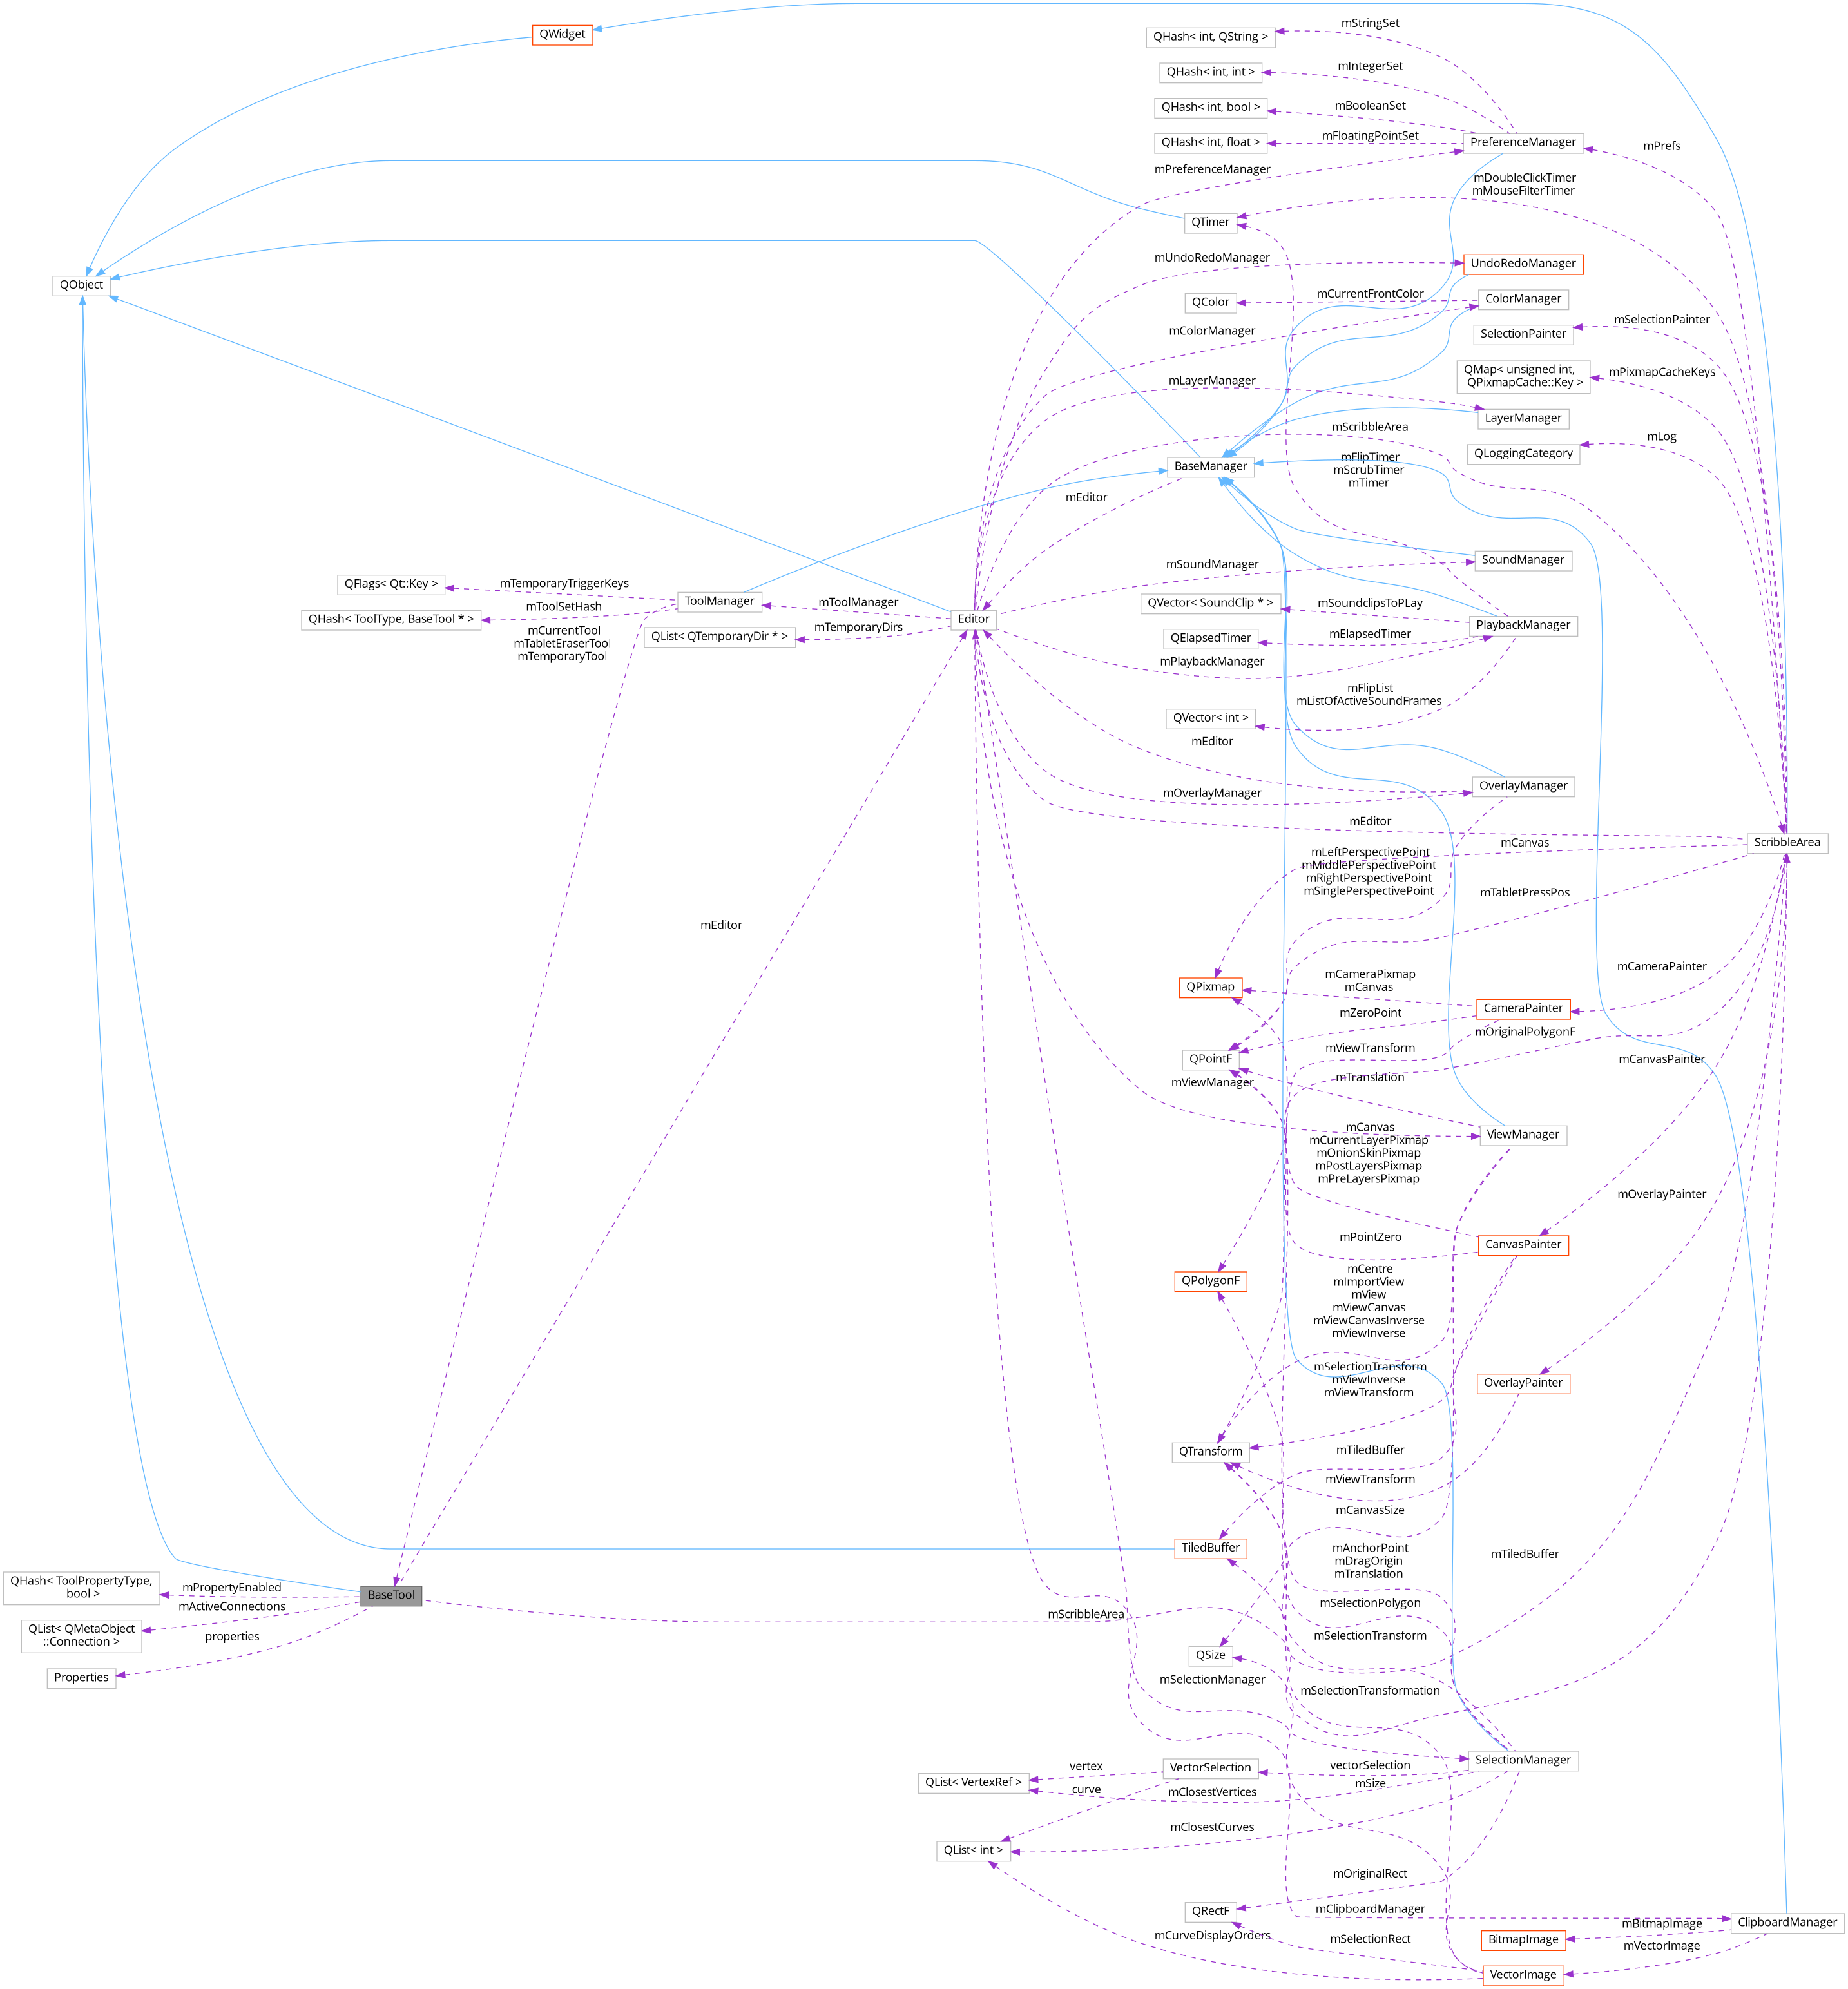 QWidget
QHash< int, QString >
mStringSet
QHash< int, int >
mIntegerSet
QHash< int, bool >
mBooleanSet
QHash< int, float >
mFloatingPointSet
PreferenceManager
mPrefs
mPreferenceManager
mDoubleClickTimer
mMouseFilterTimer
QTimer
QObject
mUndoRedoManager
UndoRedoManager
QColor
mCurrentFrontColor
ColorManager
mColorManager
SelectionPainter
mSelectionPainter
QMap< unsigned int,
QPixmapCache::Key >
mPixmapCacheKeys
mLayerManager
LayerManager
mScribbleArea
QLoggingCategory
mLog
BaseManager
mFlipTimer
mScrubTimer
mTimer
mEditor
SoundManager
mSoundManager
QFlags< Qt::Key >
mTemporaryTriggerKeys
ToolManager
mToolManager
Editor
QHash< ToolType, BaseTool * >
mToolSetHash
QList< QTemporaryDir * >
mTemporaryDirs
QVector< SoundClip * >
mSoundclipsToPLay
PlaybackManager
QElapsedTimer
mElapsedTimer
mCurrentTool
mTabletEraserTool
mTemporaryTool
mPlaybackManager
mFlipList
mListOfActiveSoundFrames
QVector< int >
mEditor
OverlayManager
mOverlayManager
mEditor
ScribbleArea
mCanvas
mLeftPerspectivePoint
mMiddlePerspectivePoint
mRightPerspectivePoint
mSinglePerspectivePoint
mTabletPressPos
mEditor
QPixmap
mCameraPixmap
mCanvas
CameraPainter
mCameraPainter
mZeroPoint
mOriginalPolygonF
QPointF
mViewTransform
mTranslation
mViewManager
mCanvasPainter
ViewManager
mCanvas
mCurrentLayerPixmap
mOnionSkinPixmap
mPostLayersPixmap
mPreLayersPixmap
mOverlayPainter
mPointZero
CanvasPainter
QPolygonF
mCentre
mImportView
mView
mViewCanvas
mViewCanvasInverse
mViewInverse
mSelectionTransform
mViewInverse
mViewTransform
OverlayPainter
QTransform
mTiledBuffer
mViewTransform
mCanvasSize
TiledBuffer
mTiledBuffer
mAnchorPoint
mDragOrigin
mTranslation
QHash< ToolPropertyType,
bool >
mPropertyEnabled
BaseTool
mActiveConnections
QList< QMetaObject
::Connection >
properties
Properties
mScribbleArea
mSelectionPolygon
mSelectionTransform
QSize
mSelectionManager
mSelectionTransformation
SelectionManager
QList< VertexRef >
vertex
VectorSelection
vectorSelection
mSize
curve
mClosestVertices
mClosestCurves
QList< int >
mOriginalRect
QRectF
mClipboardManager
ClipboardManager
mBitmapImage
BitmapImage
mCurveDisplayOrders
mSelectionRect
mVectorImage
VectorImage